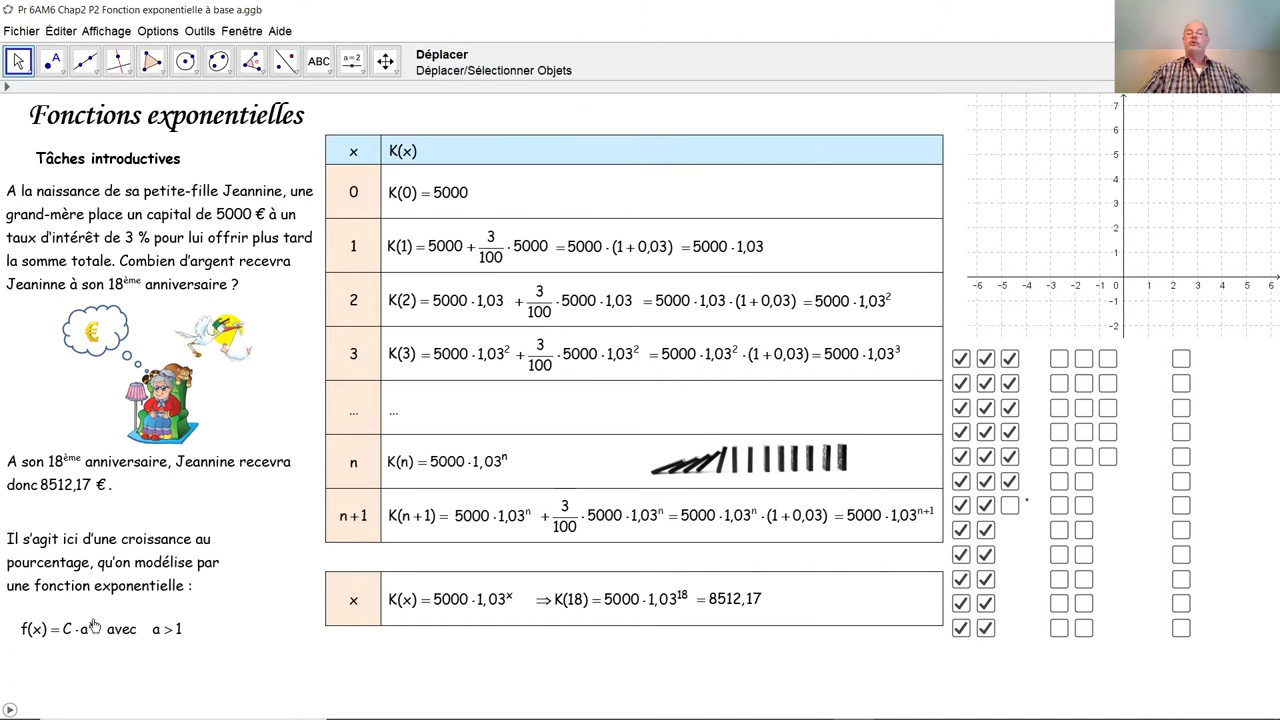 Pr 6AM6 Chap2 P2 Fonction exponentielle à base a.ggb
Fichier Éditer Affichage Options Outils Fenêtre Aide
ABC
a=2
Déplacer
Déplacer/Sélectionner Objets
Fonctions exponentielles
Tâches introductives
A la naissance de sa petite-fille Jeannine, une
grand-mère place un capital de 5000 € à un
taux d'intérêt de 3 % pour lui offrir plus tard
la somme totale. Combien d'argent recevra
Jeaninne à son 18ème anniversaire ?
€
A son 18ème anniversaire, Jeannine recevra
donc 8512,17 € .
Il s'agit ici d'une croissance au
pourcentage, qu'on modélise par
une fonction exponentielle :
f(x) = C · a avec a > 1
x K(x)
0 K(0) = 5000
1 K(1) = 5000 + 3/100 · 5000 = 5000 · (1 + 0,03) = 5000 · 1,03
2 K(2) = 5000 · 1,03 + 3/100 · 5000 · 1,03 = 5000 · 1,03 · (1 + 0,03) = 5000 · 1,03²
3 K(3) = 5000 · 1,03² + 3/100 · 5000 · 1,03² = 5000 · 1,03² · (1 + 0,03) = 5000 · 1,03³
... ...
n K(n) = 5000 · 1,03ⁿ
n + 1 K(n + 1) = 5000 · 1,03ⁿ + 3/100 · 5000 · 1,03ⁿ = 5000 · 1,03ⁿ · (1 + 0,03) = 5000 · 1,03ⁿ⁺¹
x K(x) = 5000 · 1,03ˣ ⇒ K(18) = 5000 · 1,03¹⁸ = 8512,17
7
6
5
4
3
2
1
-6 -5 -4 -3 -2 -1 0 1 2 3 4 5 6
-1
-2